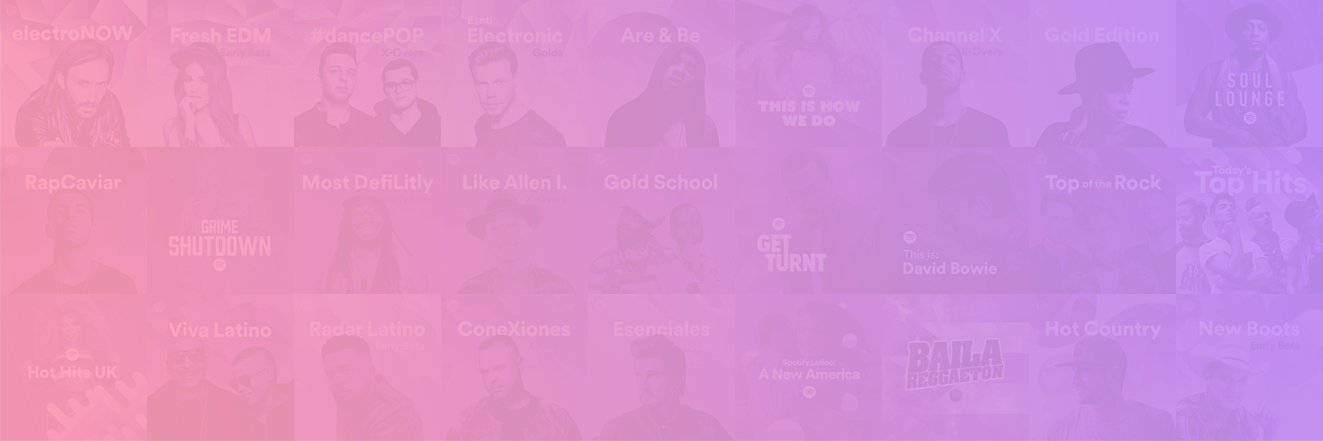 electroNOW
Fresh EDM
Early Bets
#dancePOP
X-Overs
Esnti
Electronic
Golds
Are & Be
THIS IS HOW
WE DO
Channel X
X-Overs
Gold Edition
SOUL
LOUNGE
RapCaviar
GRIME
SHUTDOWN
Most DefiLitly
Like Allen I.
Gold School
GET
TURNT
This is:
David Bowie
Top of the Rock
Today's
Top Hits
Hot Hits UK
Viva Latino
Radar Latino
ConeXiones
Esenciales
Spotify Latino:
A New America
BAILA
REGGAETON
Hot Country
New Boots
Early Bets